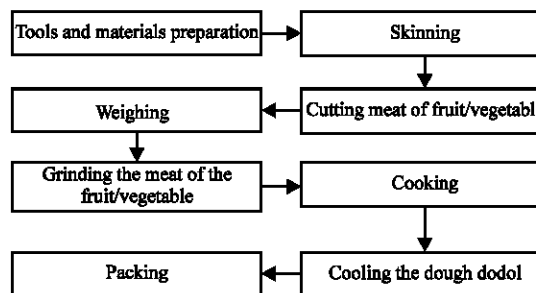 Tools and materials preparation
Skinning
Cutting meat of fruit/vegetabl
Weighing
Grinding the meat of the
fruit/vegetable
Cooking
Cooling the dough dodol
Packing